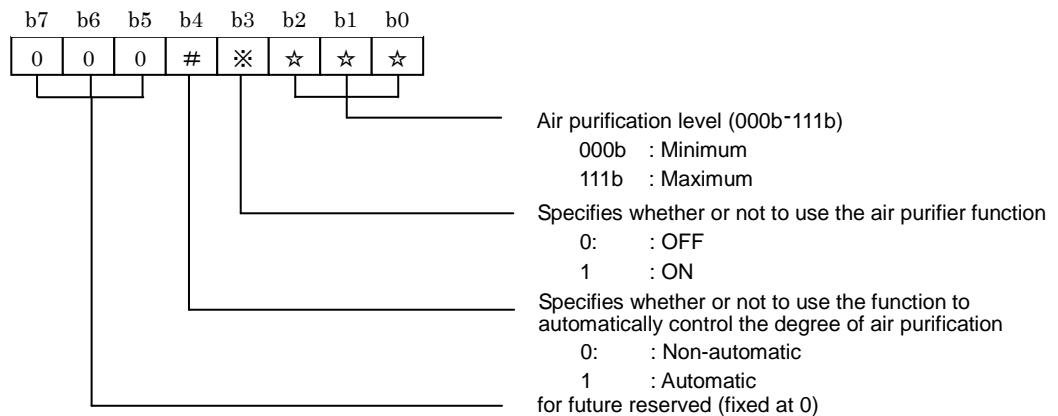 b7 b6 b5 b4 b3 b2 b1 b0
0 0 0 # ※ ☆ ☆ ☆
Air purification level (000b-111b)
000b : Minimum
111b : Maximum
Specifies whether or not to use the air purifier function
0: : OFF
1 : ON
Specifies whether or not to use the function to
automatically control the degree of air purification
0: : Non-automatic
1 : Automatic
for future reserved (fixed at 0)